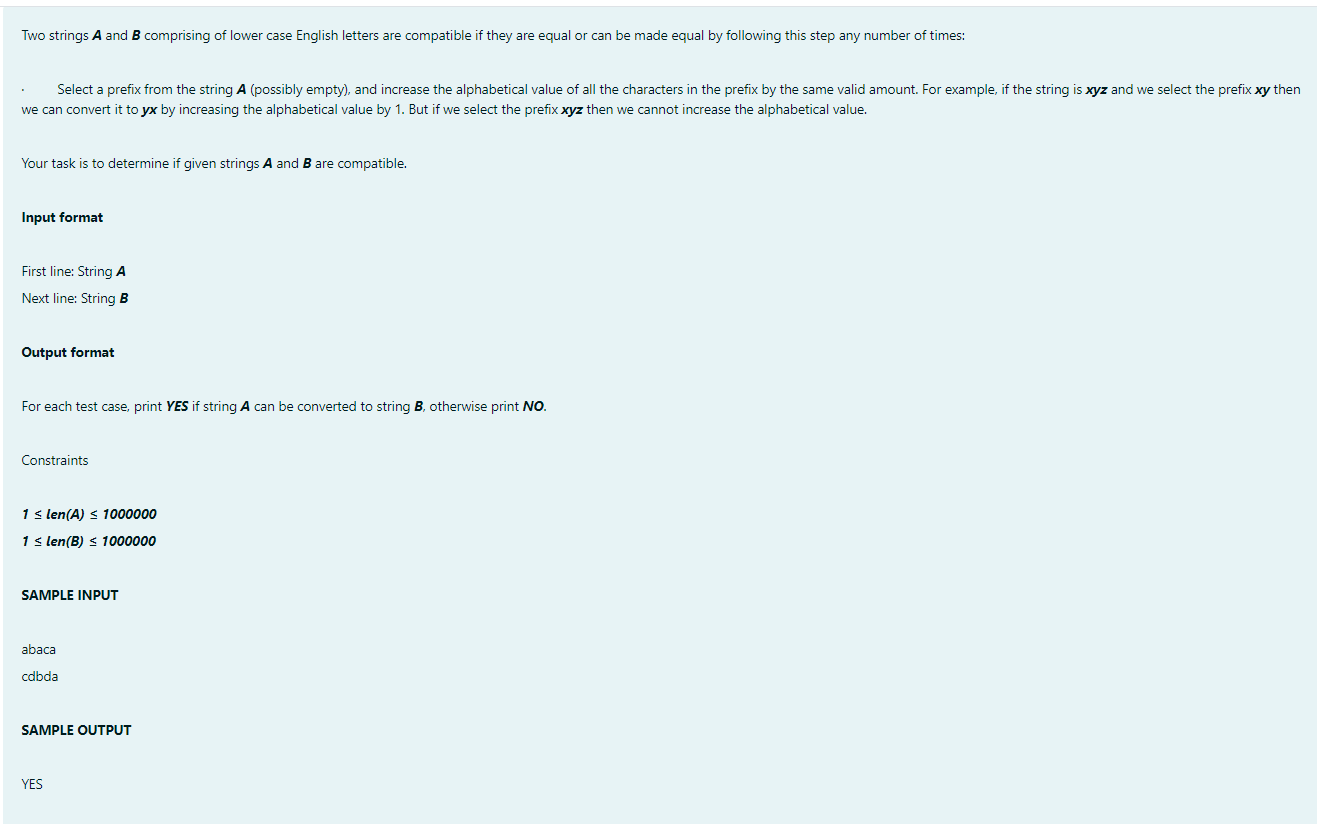 Two strings A and B comprising of lower case English letters are compatible if they are equal or can be made equal by following this step any number of times:
· Select a prefix from the string A (possibly empty), and increase the alphabetical value of all the characters in the prefix by the same valid amount. For example, if the string is xyz and we select the prefix xy then
we can convert it to yx by increasing the alphabetical value by 1. But if we select the prefix xyz then we cannot increase the alphabetical value.
Your task is to determine if given strings A and B are compatible.
Input format
First line: String A
Next line: String B
Output format
For each test case, print YES if string A can be converted to string B, otherwise print NO.
Constraints
1 ≤ len(A) ≤ 1000000
1 ≤ len(B) ≤ 1000000
SAMPLE INPUT
abaca
cdbda
SAMPLE OUTPUT
YES